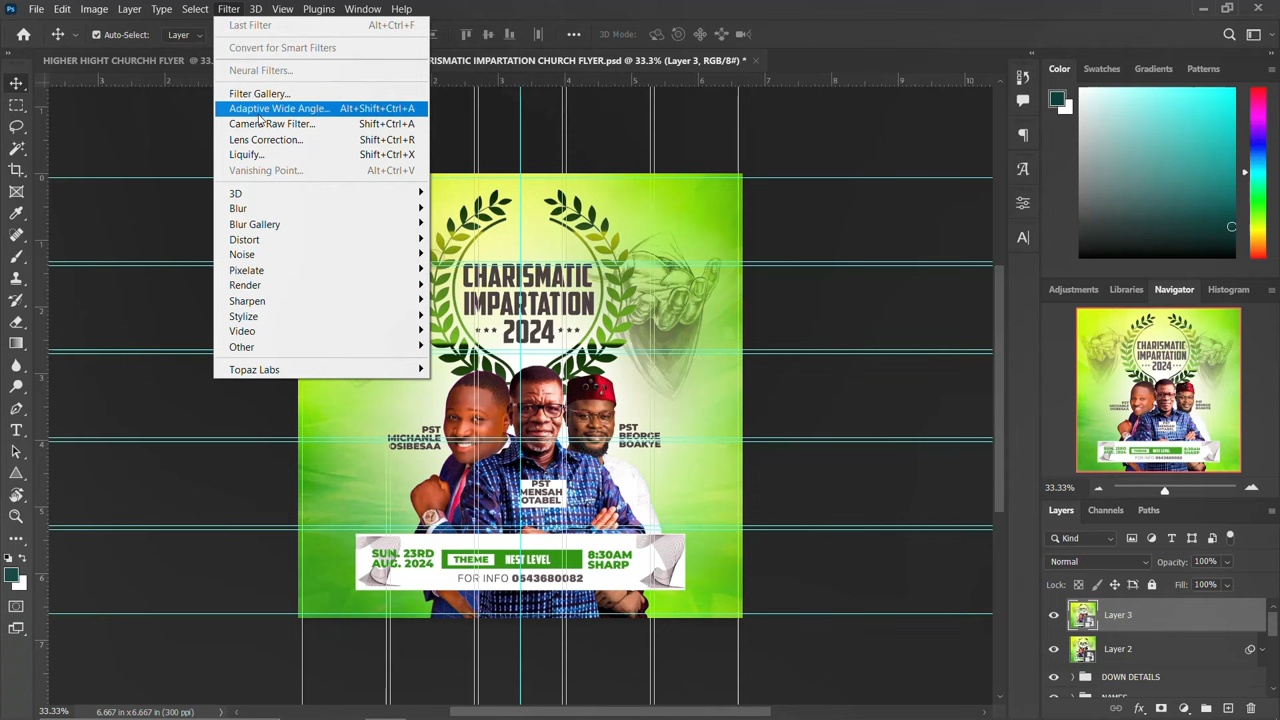 File Edit Image Layer Type Select Filter 3D View Plugins Window Help
Auto-Select: Layer 3D Mode:
HIGHER HIGHT CHURCHH FLYER @ 33. RISMATIC IMPARTATION CHURCH FLYER.psd @ 33.3% (Layer 3, RGB/8#) *
Last Filter Alt+Ctrl+F
Convert for Smart Filters
Neural Filters...
Filter Gallery...
Adaptive Wide Angle... Alt+Shift+Ctrl+A
Camera Raw Filter... Shift+Ctrl+A
Lens Correction... Shift+Ctrl+R
Liquify... Shift+Ctrl+X
Vanishing Point... Alt+Ctrl+V
3D
Blur
Blur Gallery
Distort
Noise
Pixelate
Render
Sharpen
Stylize
Video
Other
Topaz Labs
CHARISMATIC
IMPARTATION
2024
PST
MICHANLE
OSIBESAA
PST
BEORGE
BOAKYE
PST
MENSAH
OTABEL
SUN. 23RD
AUG. 2024
THEME NEST LEVEL
8:30AM
SHARP
FOR INFO 0543680082
Color Swatches Gradients Patterns
Adjustments Libraries Navigator Histogram
CHARISMATIC
IMPARTATION
2024
33.33%
Layers Channels Paths
Kind
Normal Opacity: 100%
Lock: Fill: 100%
Layer 3
Layer 2
DOWN DETAILS
NAMES
33.33% 6.667 in x 6.667 in (300 ppi)